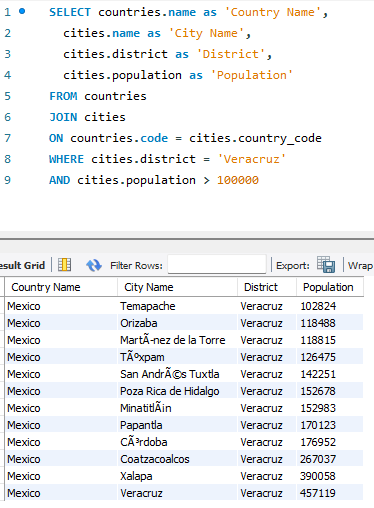 1 SELECT countries.name as 'Country Name',
2 cities.name as 'City Name',
3 cities.district as 'District',
4 cities.population as 'Population'
5 FROM countries
6 JOIN cities
7 ON countries.code = cities.country_code
8 WHERE cities.district = 'Veracruz'
9 AND cities.population > 100000
esult Grid Filter Rows: Export: Wrap
Country Name City Name District Population
Mexico Temapache Veracruz 102824
Mexico Orizaba Veracruz 118488
Mexico MartÃ-nez de la Torre Veracruz 118815
Mexico TÃºxpam Veracruz 126475
Mexico San AndrÃ©s Tuxtla Veracruz 142251
Mexico Poza Rica de Hidalgo Veracruz 152678
Mexico MinatitlÃ¡n Veracruz 152983
Mexico Papantla Veracruz 170123
Mexico CÃ³rdoba Veracruz 176952
Mexico Coatzacoalcos Veracruz 267037
Mexico Xalapa Veracruz 390058
Mexico Veracruz Veracruz 457119